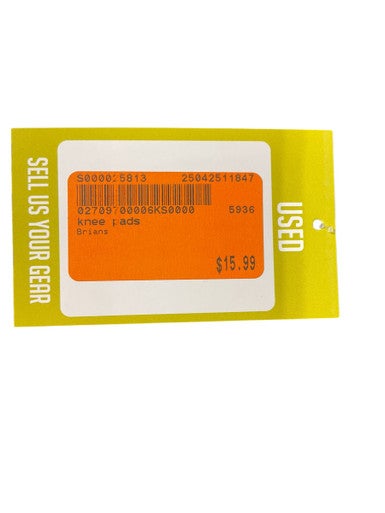 SELL US YOUR GEAR
S000025813 25042511847
02709700006KS0000 5936
knee pads
Brians
$15.99
USED